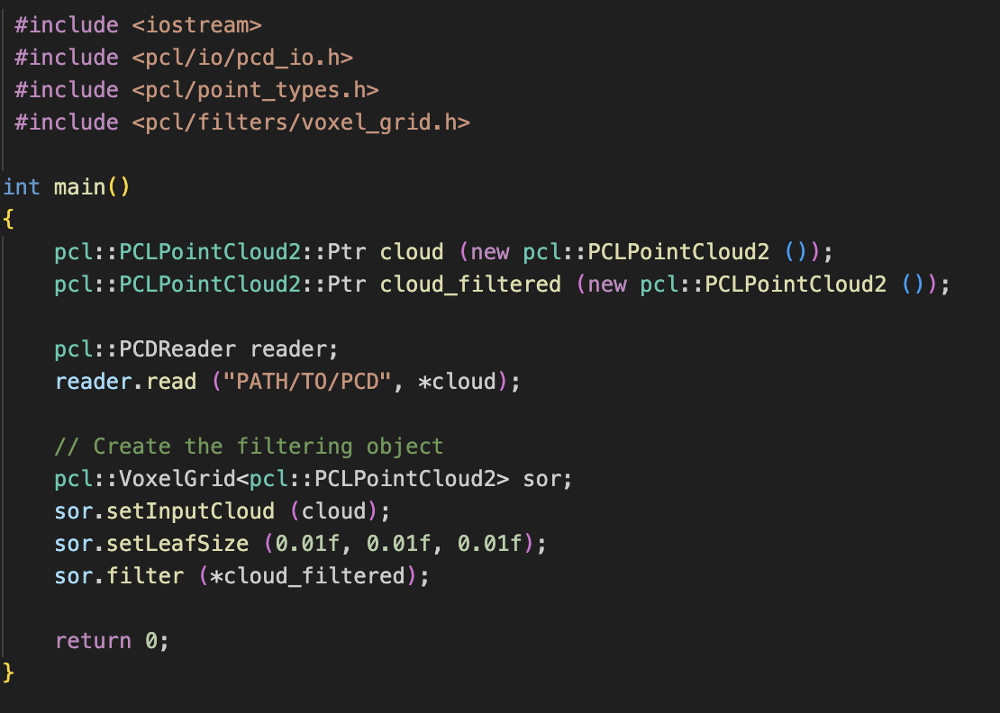 #include <iostream>
#include <pcl/io/pcd_io.h>
#include <pcl/point_types.h>
#include <pcl/filters/voxel_grid.h>

int main()
{
    pcl::PCLPointCloud2::Ptr cloud (new pcl::PCLPointCloud2 ());
    pcl::PCLPointCloud2::Ptr cloud_filtered (new pcl::PCLPointCloud2 ());

    pcl::PCDReader reader;
    reader.read ("PATH/TO/PCD", *cloud);

    // Create the filtering object
    pcl::VoxelGrid<pcl::PCLPointCloud2> sor;
    sor.setInputCloud (cloud);
    sor.setLeafSize (0.01f, 0.01f, 0.01f);
    sor.filter (*cloud_filtered);

    return 0;
}